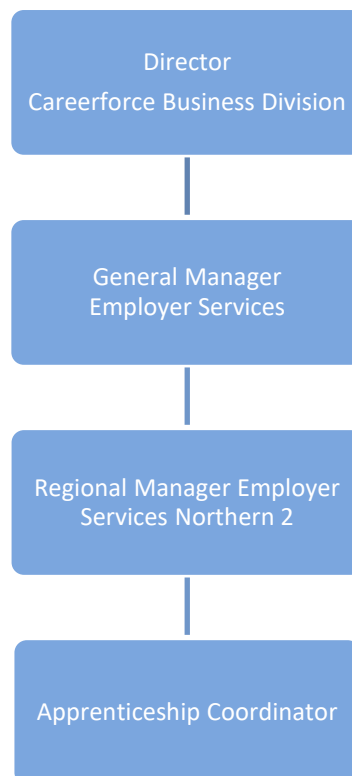 Director
Careerforce Business Division
General Manager
Employer Services
Regional Manager Employer
Services Northern 2
Apprenticeship Coordinator